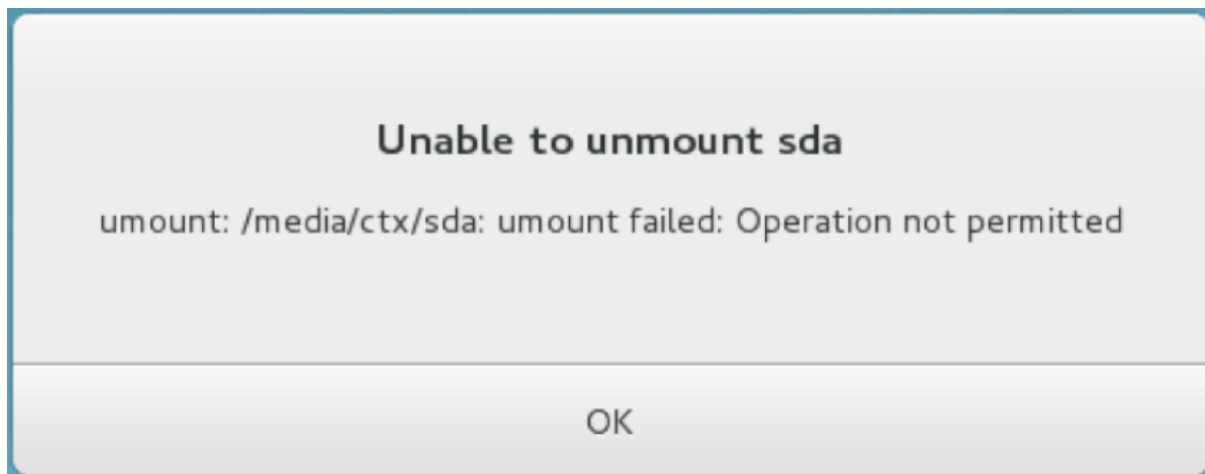 Unable to unmount sda
umount: /media/ctx/sda: umount failed: Operation not permitted
OK